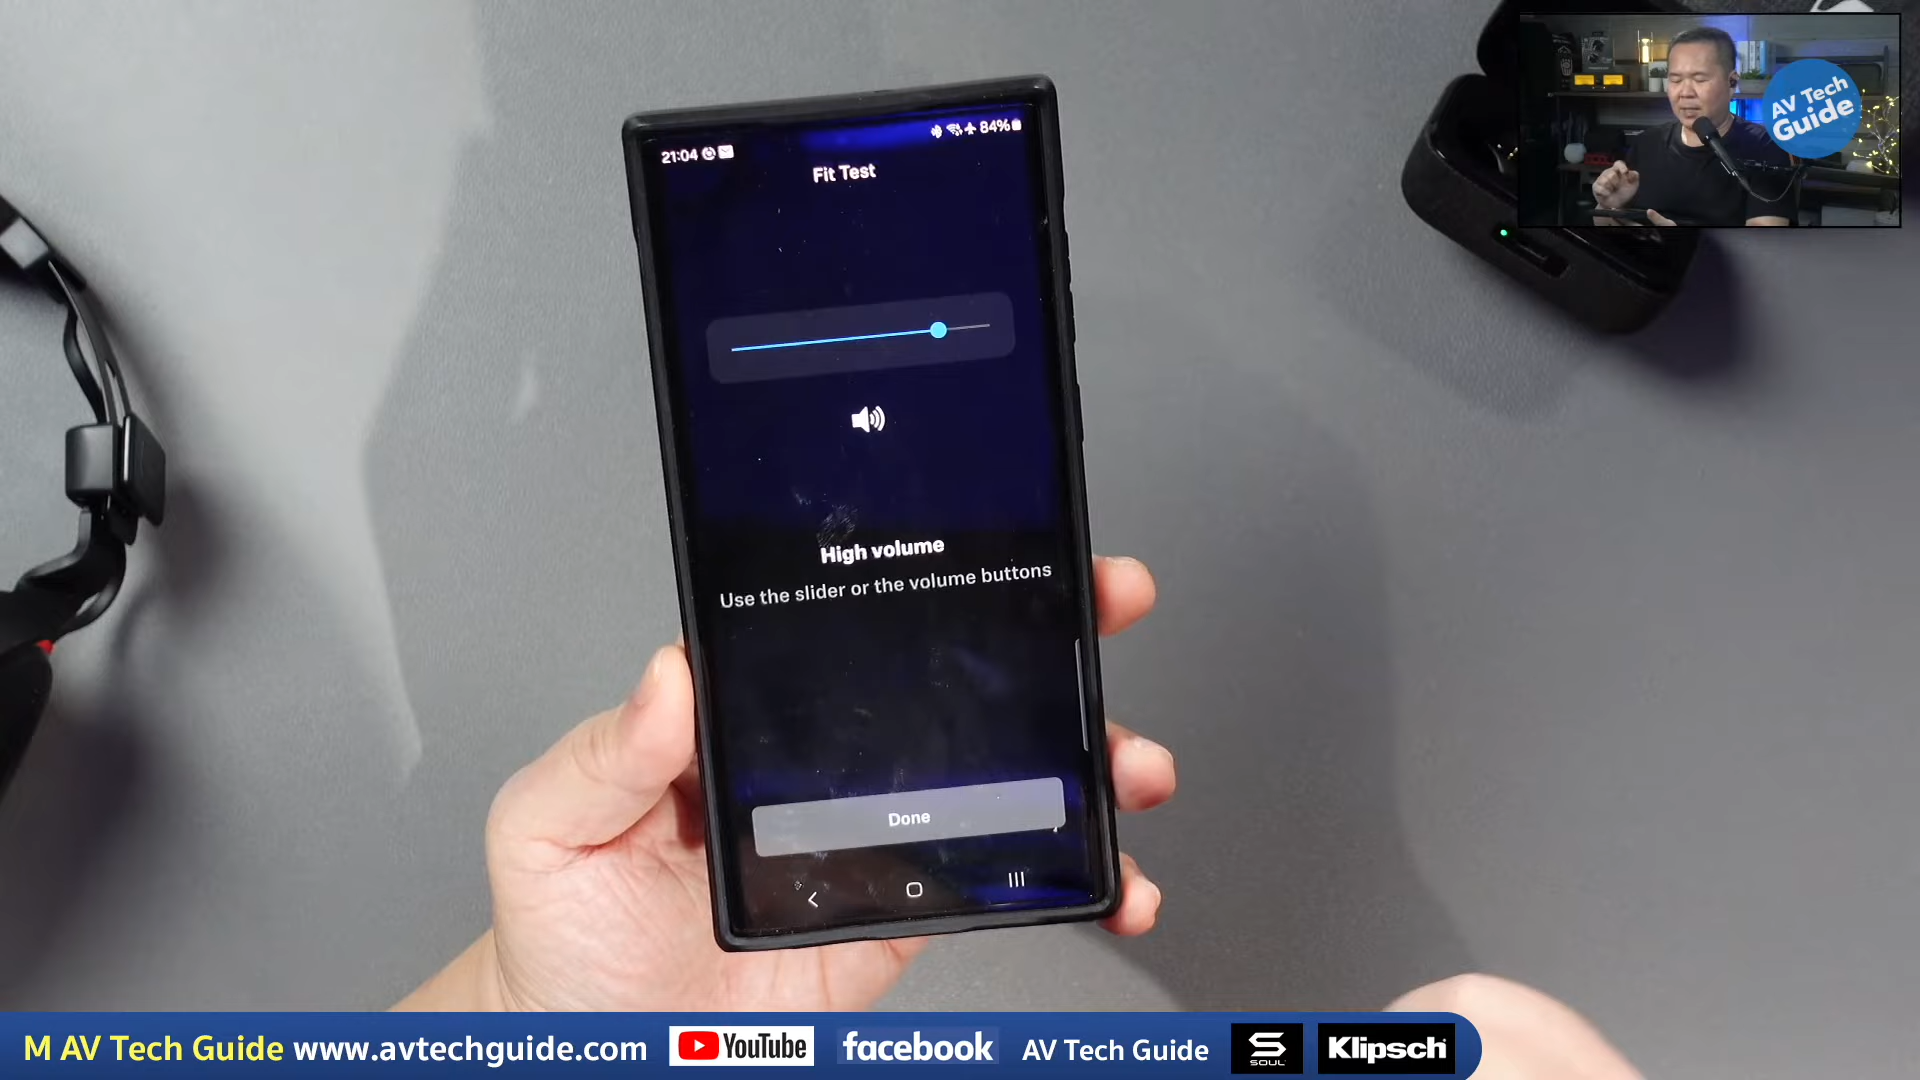 AV Tech
Guide
21:04
84%
Fit Test
High volume
Use the slider or the volume buttons
Done
M AV Tech Guide www.avtechguide.com YouTube facebook AV Tech Guide S SOUL Klipsch